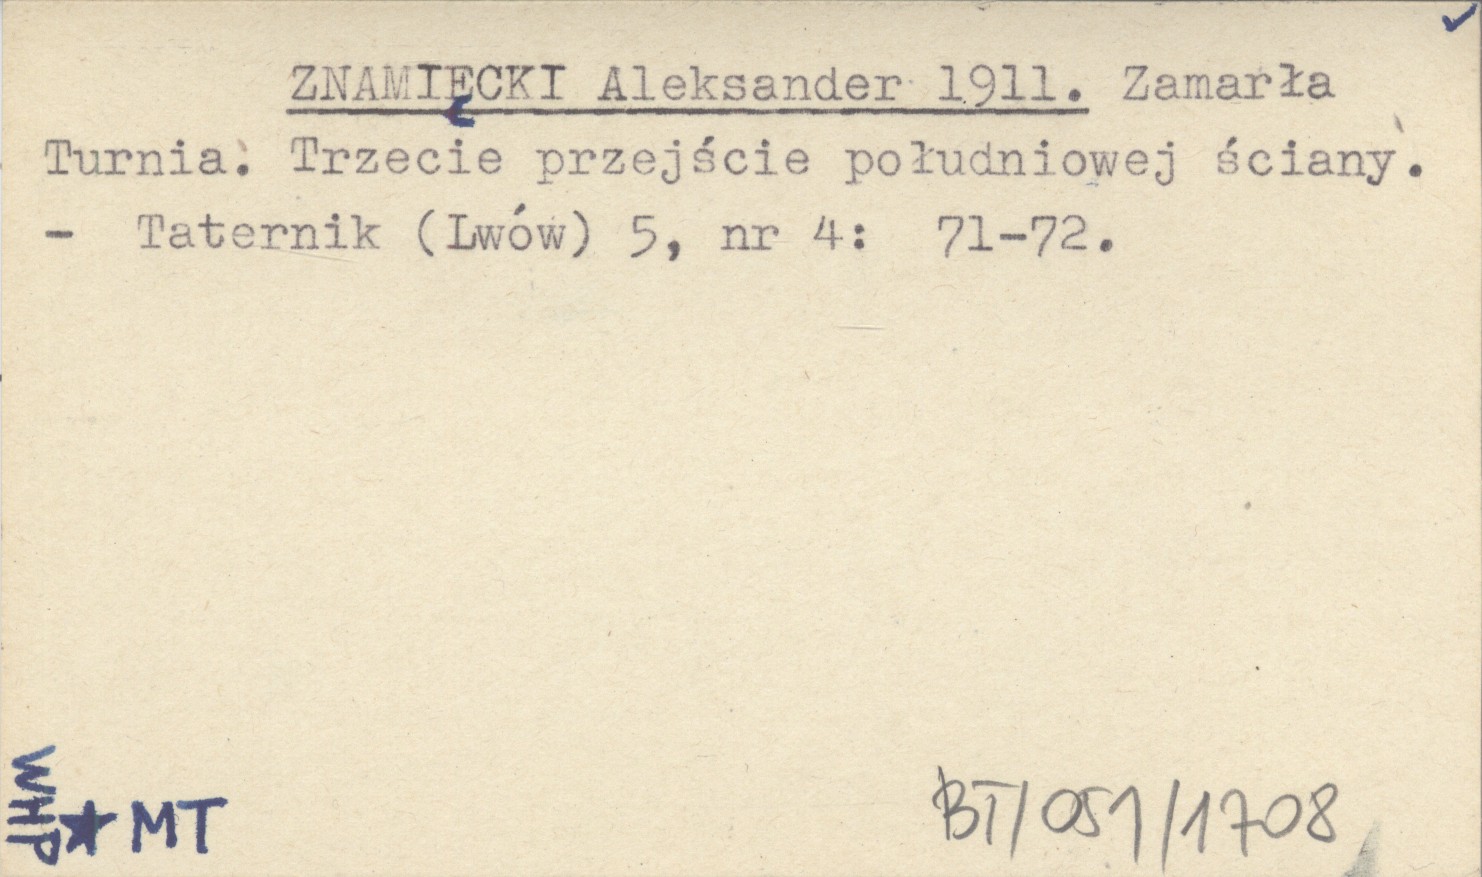 ZNAMIĘCKI Aleksander 1911. Zamarła
Turnia. Trzecie przejście południowej ściany.
- Taternik (Lwów) 5, nr 4: 71-72.
WHP
★ MT
BT/051/1708